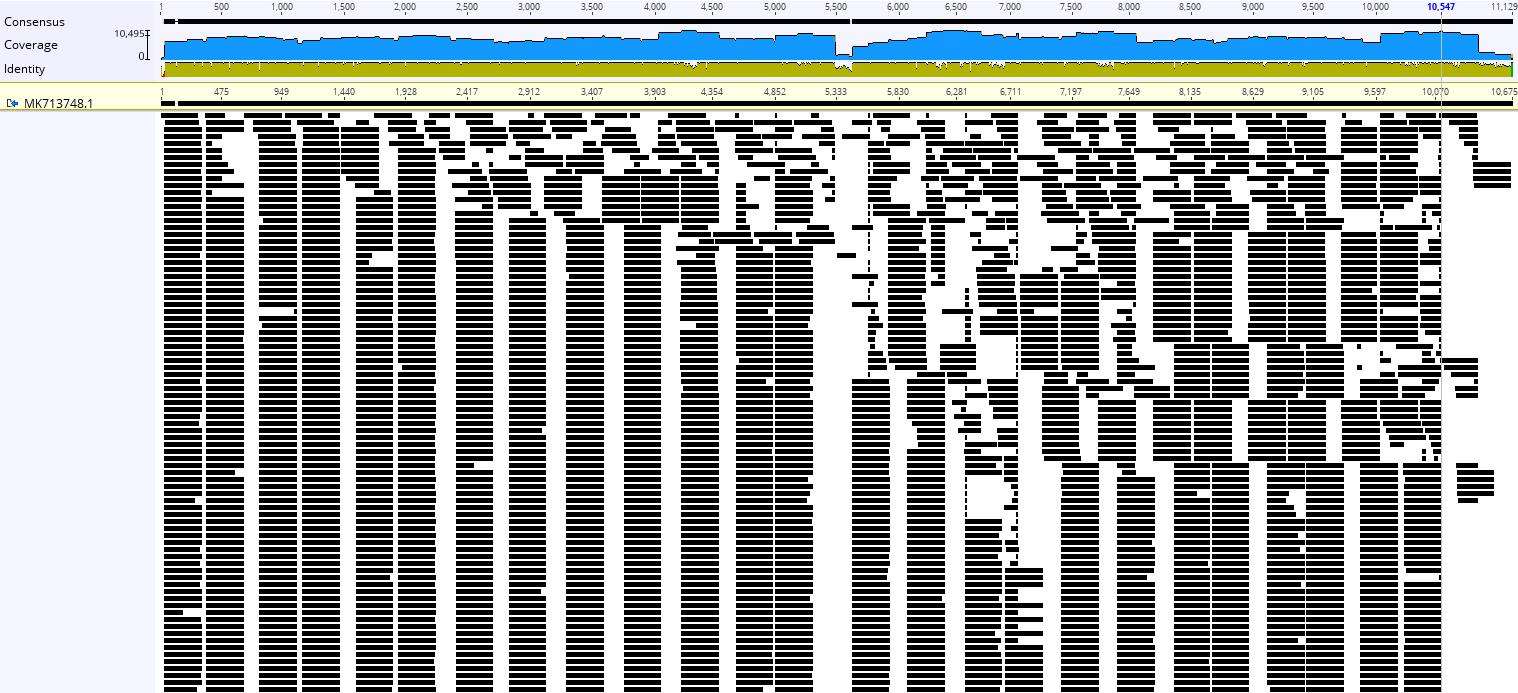 1 500 1,000 1,500 2,000 2,500 3,000 3,500 4,000 4,500 5,000 5,500 6,000 6,500 7,000 7,500 8,000 8,500 9,000 9,500 10,000 10,547 11,129
Consensus
10,495
Coverage
0
Identity
1 475 949 1,440 1,928 2,417 2,912 3,407 3,903 4,354 4,852 5,333 5,830 6,281 6,711 7,197 7,649 8,135 8,629 9,105 9,597 10,070 10,675
MK713748.1